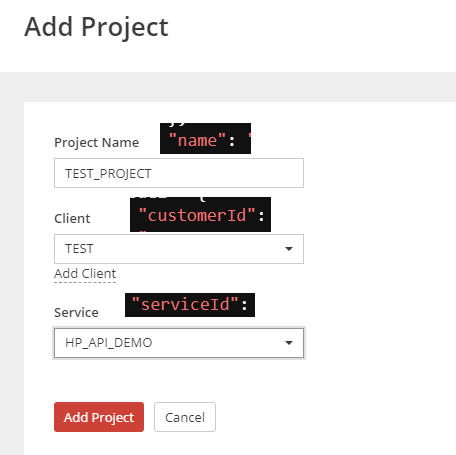 Add Project
Project Name "name": "
TEST_PROJECT
Client "customerId":
TEST
Add Client
Service "serviceId":
HP_API_DEMO
Add Project Cancel